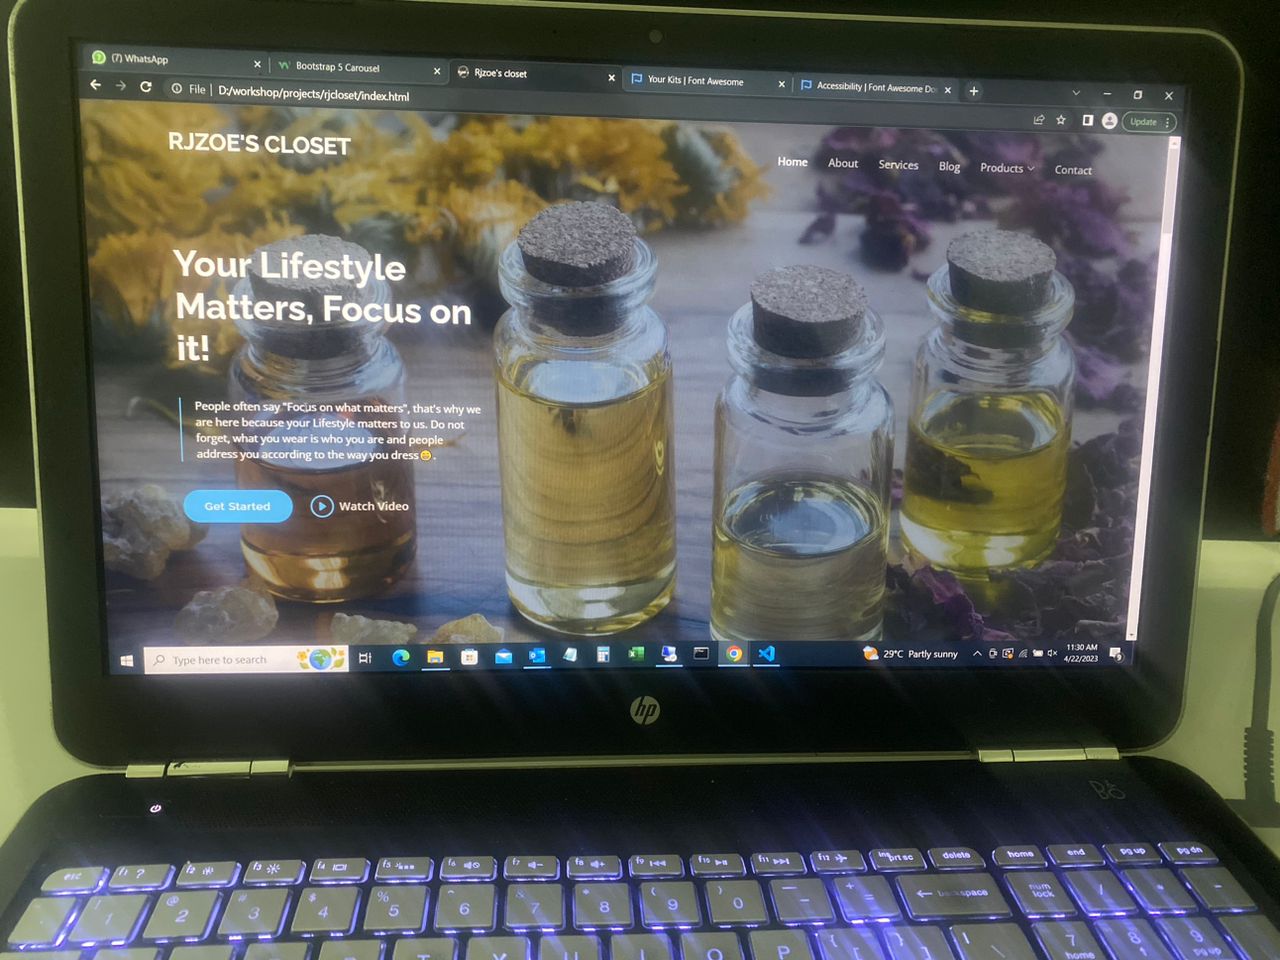 (7) WhatsApp
Bootstrap 5 Carousel
Rjzoe's closet
Your Kits | Font Awesome
Accessibility | Font Awesome Do
File | D:/workshop/projects/rjcloset/index.html
Update
RJZOE'S CLOSET
Home About Services Blog Products Contact
Your Lifestyle
Matters, Focus on
it!
People often say "Focus on what matters", that's why we
are here because your Lifestyle matters to us. Do not
forget, what you wear is who you are and people
address you according to the way you dress😄.
Get Started Watch Video
Type here to search
29°C Partly sunny
11:30 AM
4/22/2023
hp
B&O
esc f1 ? f2 f3 f4 f5 f6 f7 f8 f9 f10 f11 f12 ins prt sc delete home end pg up pg dn
! 1 @ 2 # 3 $ 4 % 5 ^ 6 & 7 * 8 ( 9 ) 0 — - + = ← backspace num lock / * -
O P { [ } ] | \ 7 home 8 9 pg up